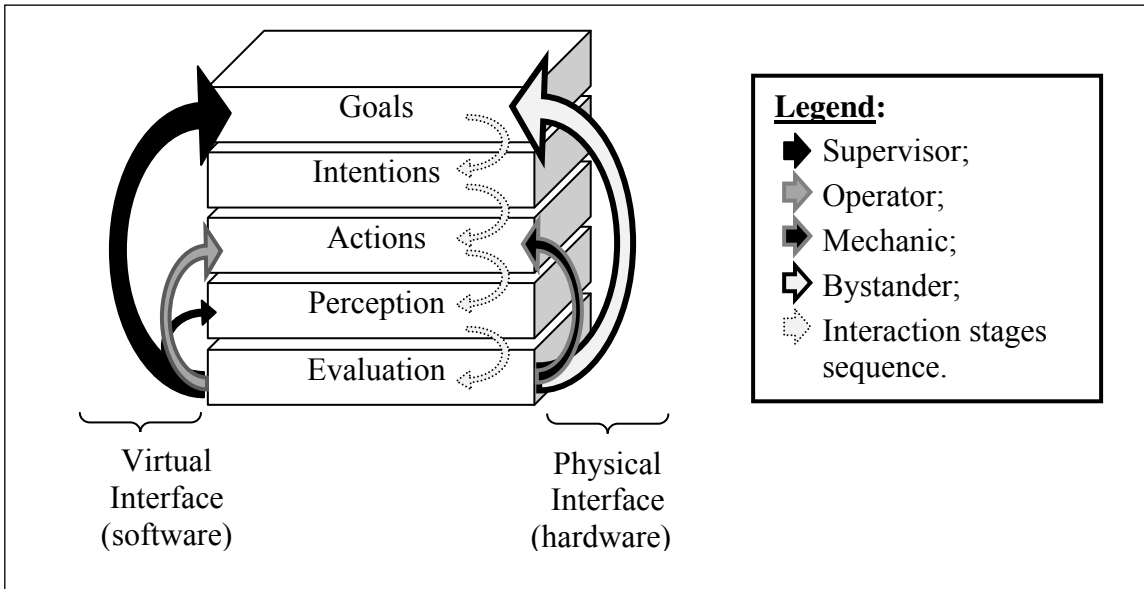 Goals
Intentions
Actions
Perception
Evaluation
Virtual
Interface
(software)
Physical
Interface
(hardware)
Legend:
Supervisor;
Operator;
Mechanic;
Bystander;
Interaction stages
sequence.